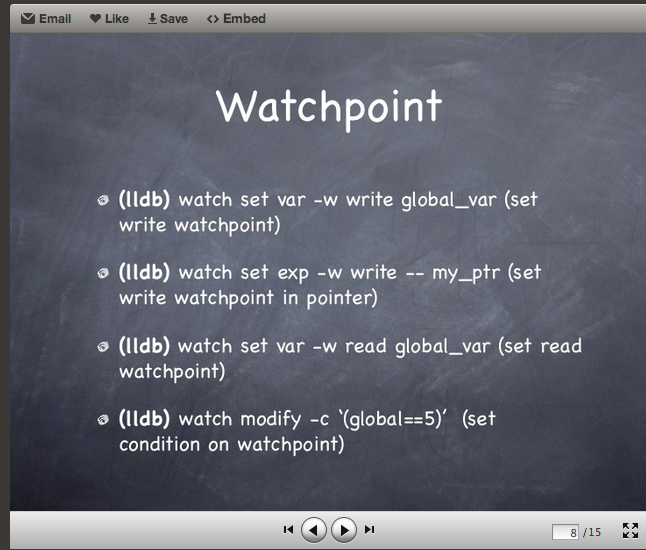 Email Like Save <> Embed
Watchpoint
(lldb) watch set var -w write global_var (set
write watchpoint)
(lldb) watch set exp -w write -- my_ptr (set
write watchpoint in pointer)
(lldb) watch set var -w read global_var (set read
watchpoint)
(lldb) watch modify -c '(global==5)' (set
condition on watchpoint)
8 /15